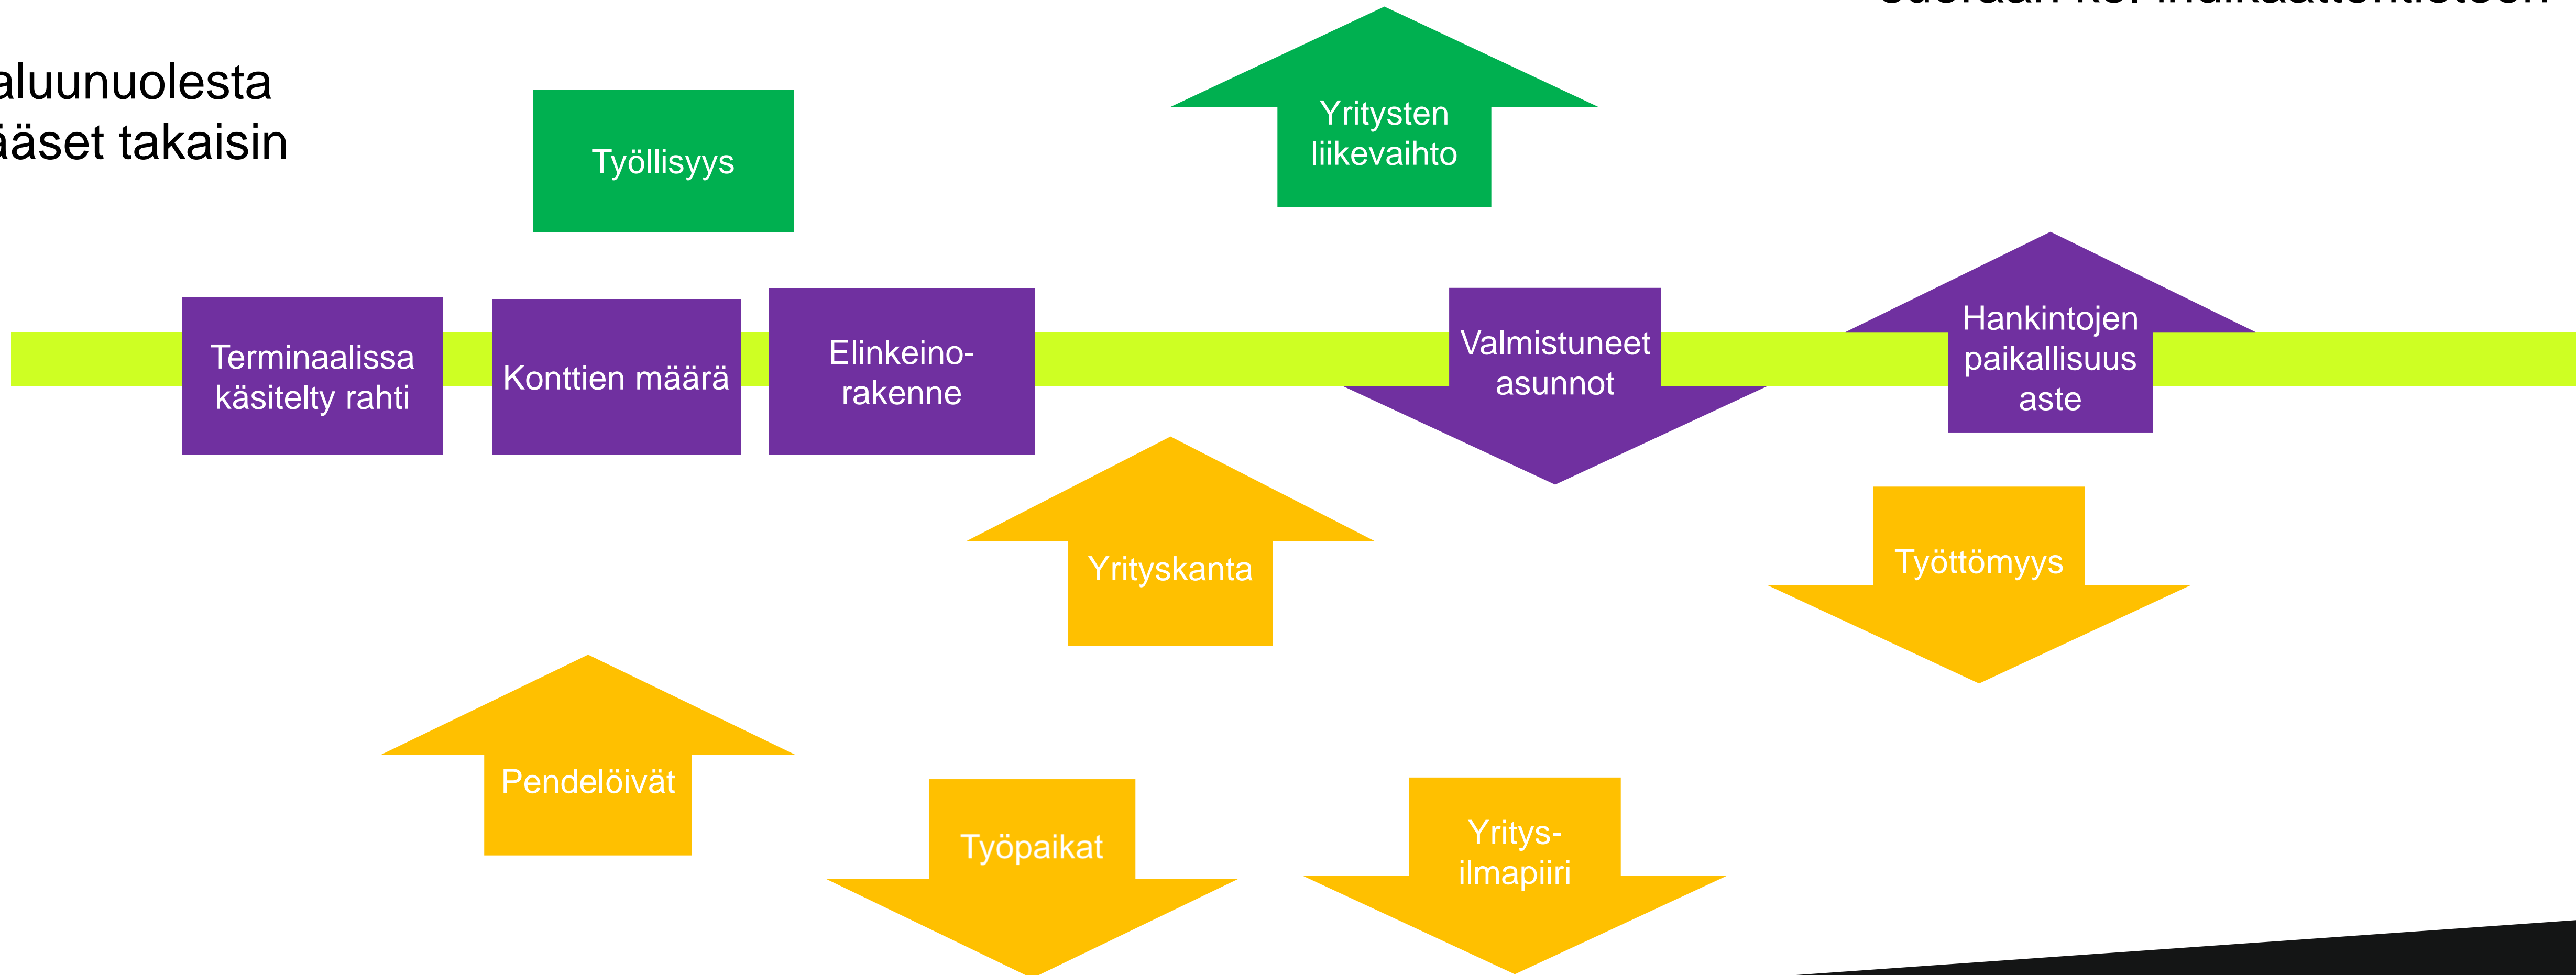 aluunuolesta
ääset takaisin
Työllisyys
Yritysten
liikevaihto
Terminaalissa
käsitelty rahti
Konttien määrä
Elinkeino-
rakenne
Valmistuneet
asunnot
Hankintojen
paikallisuus
aste
Yrityskanta
Työttömyys
Pendelöivät
Työpaikat
Yritys-
ilmapiiri